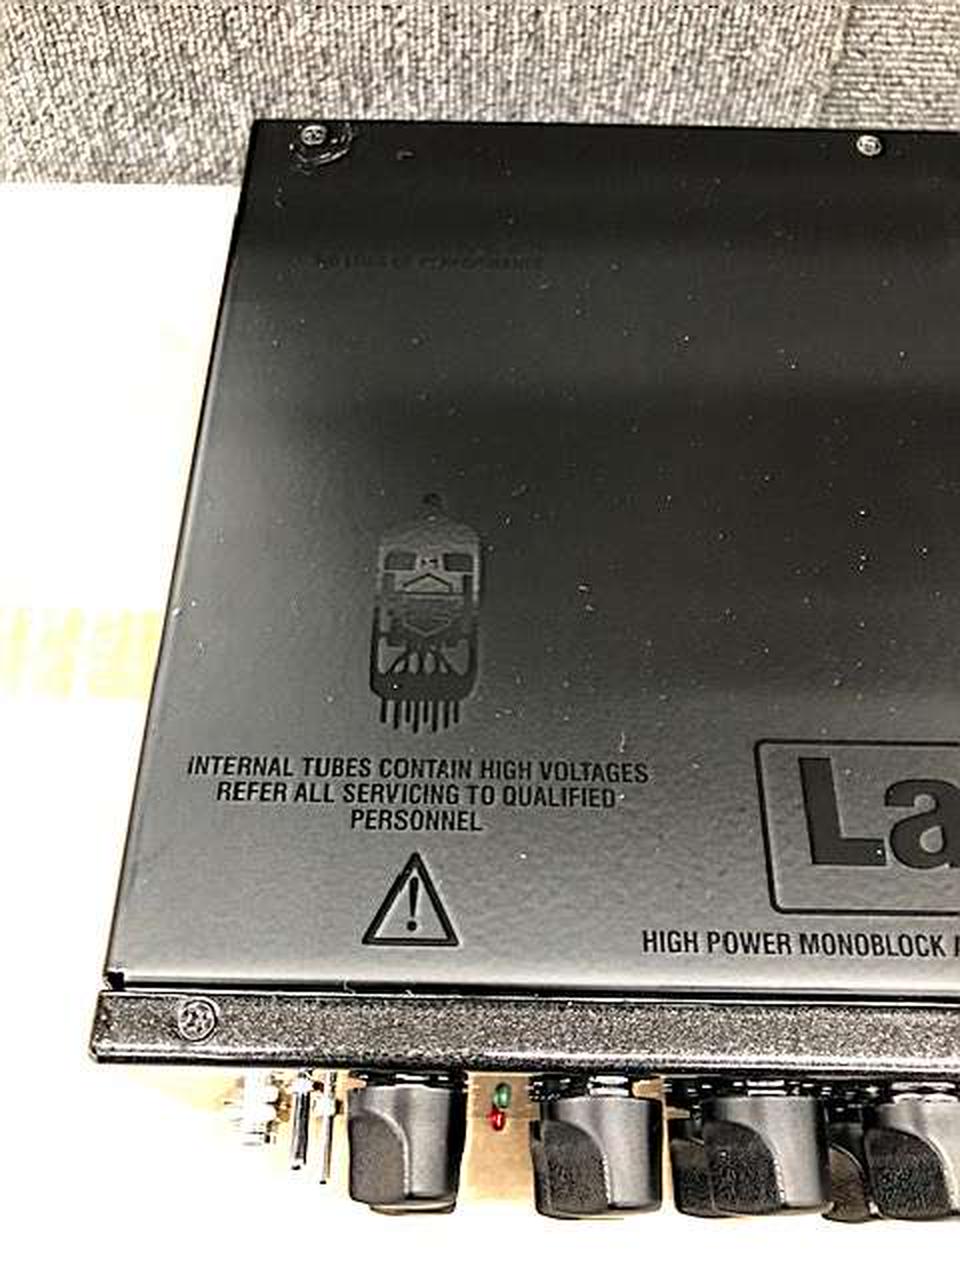 INTERNAL TUBES CONTAIN HIGH VOLTAGES
REFER ALL SERVICING TO QUALIFIED
PERSONNEL
La
HIGH POWER MONOBLOCK